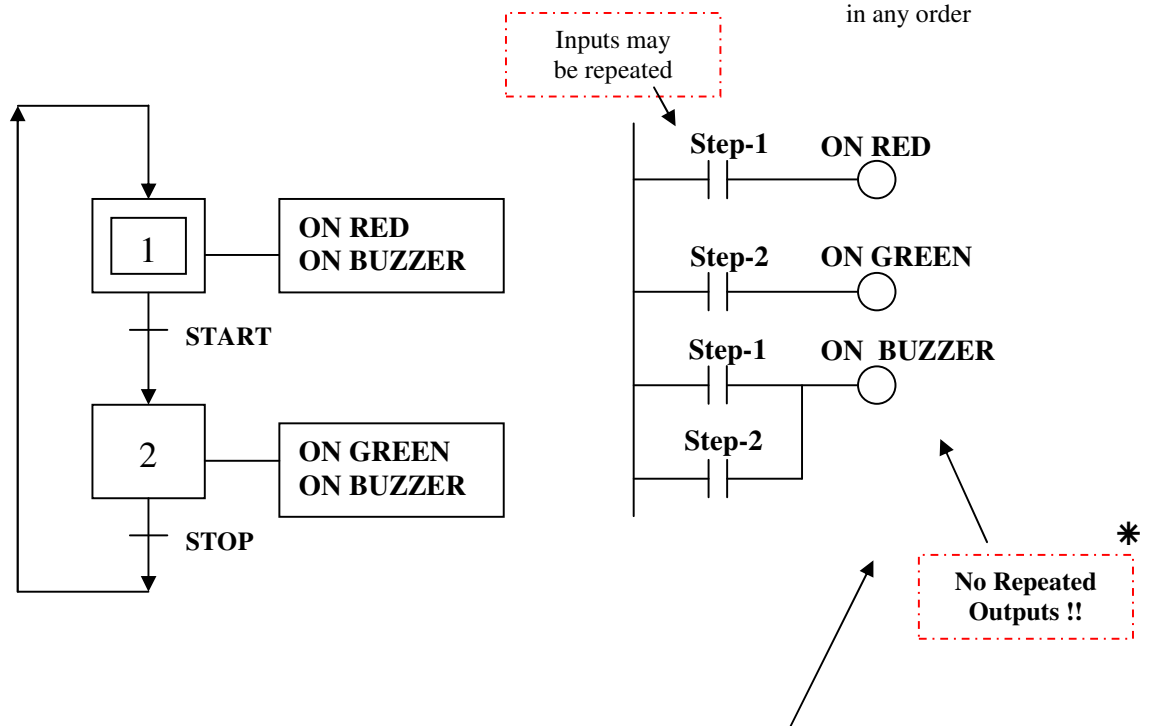 in any order
Inputs may
be repeated
Step-1 ON RED
1
ON RED
ON BUZZER
Step-2 ON GREEN
START
Step-1 ON BUZZER
2
ON GREEN
ON BUZZER
Step-2
STOP
*
No Repeated
Outputs !!